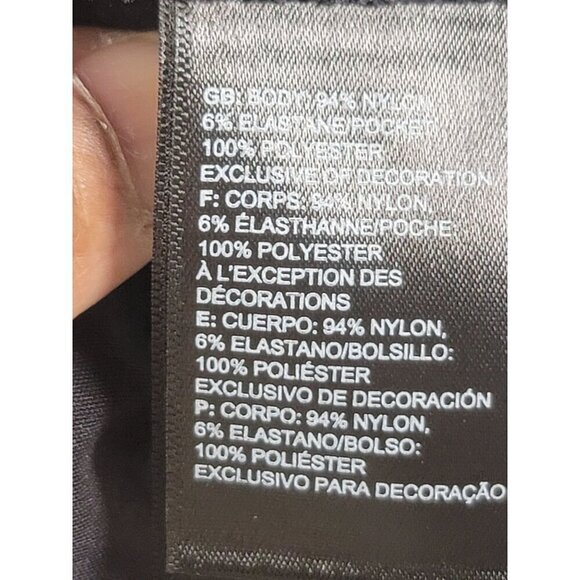 GB: BODY: 94% NYLON,
6% ELASTANE/POCKET:
100% POLYESTER
EXCLUSIVE OF DECORATION
F: CORPS: 94% NYLON,
6% ÉLASTHANNE/POCHE:
100% POLYESTER
À L'EXCEPTION DES
DÉCORATIONS
E: CUERPO: 94% NYLON,
6% ELASTANO/BOLSILLO:
100% POLIÉSTER
EXCLUSIVO DE DECORACIÓN
P: CORPO: 94% NYLON,
6% ELASTANO/BOLSO:
100% POLIÉSTER
EXCLUSIVO PARA DECORAÇÃO